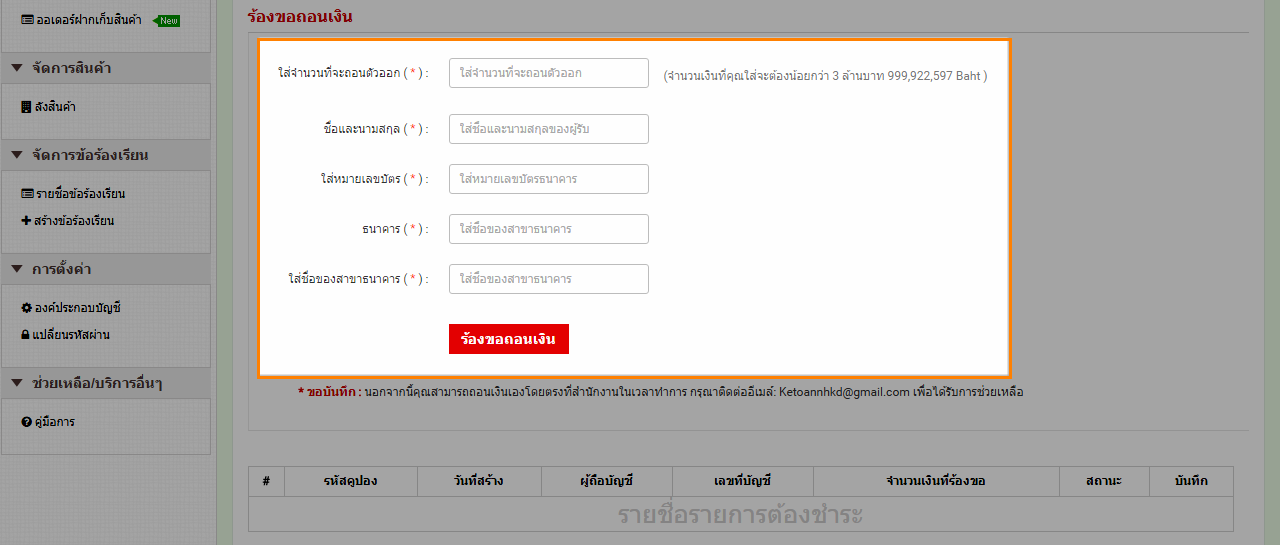 ออเดอร์ฝากเก็บสินค้า New
จัดการสินค้า
ลังสินค้า
จัดการข้อร้องเรียน
รายชื่อข้อร้องเรียน
สร้างข้อร้องเรียน
การตั้งค่า
องค์ประกอบบัญชี
แปลี่ยนรหัสผ่าน
ช่วยเหลือ/บริการอื่นๆ
คู่มือการ
ร้องขอถอนเงิน
ใส่จำนวนที่จะถอนตัวออก ( * ) : ใส่จำนวนที่จะถอนตัวออก (จำนวนเงินที่คุณใส่จะต้องน้อยกว่า 3 ล้านบาท 999,922,597 Baht )
ชื่อและนามสกุล ( * ) : ใส่ชื่อและนามสกุลของผู้รับ
ใส่หมายเลขบัตร ( * ) : ใส่หมายเลขบัตรธนาคาร
ธนาคาร ( * ) : ใส่ชื่อของสาขาธนาคาร
ใส่ชื่อของสาขาธนาคาร ( * ) : ใส่ชื่อของสาขาธนาคาร
ร้องขอถอนเงิน
* ขอบันทึก : นอกจากนี้คุณสามารถถอนเงินเองโดยตรงที่สำนักงานในเวลาทำการ กรุณาติดต่ออีเมล์: Ketoannhkd@gmail.com เพื่อได้รับการช่วยเหลือ
# รหัสคูปอง วันที่สร้าง ผู้ถือบัญชี เลขที่บัญชี จำนวนเงินที่ร้องขอ สถานะ บันทึก
รายชื่อรายการต้องชำระ